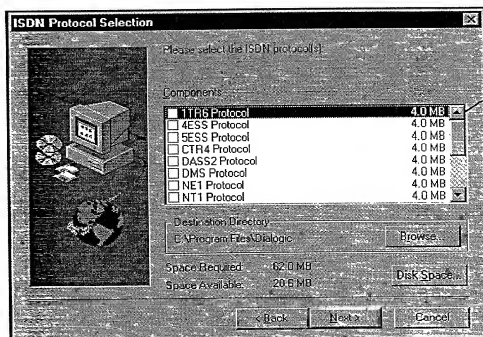 ISDN Protocol Selection
Please select the ISDN protocol(s):
Components
1TR6 Protocol 4.0 MB
4ESS Protocol 4.0 MB
5ESS Protocol 4.0 MB
CTR4 Protocol 4.0 MB
DASS2 Protocol 4.0 MB
DMS Protocol 4.0 MB
NE1 Protocol 4.0 MB
NT1 Protocol 4.0 MB
Destination Directory
C:\Program Files\Dialogic
Browse...
Space Required: 62.0 MB
Space Available: 20.6 MB
Disk Space...
< Back
Next >
Cancel